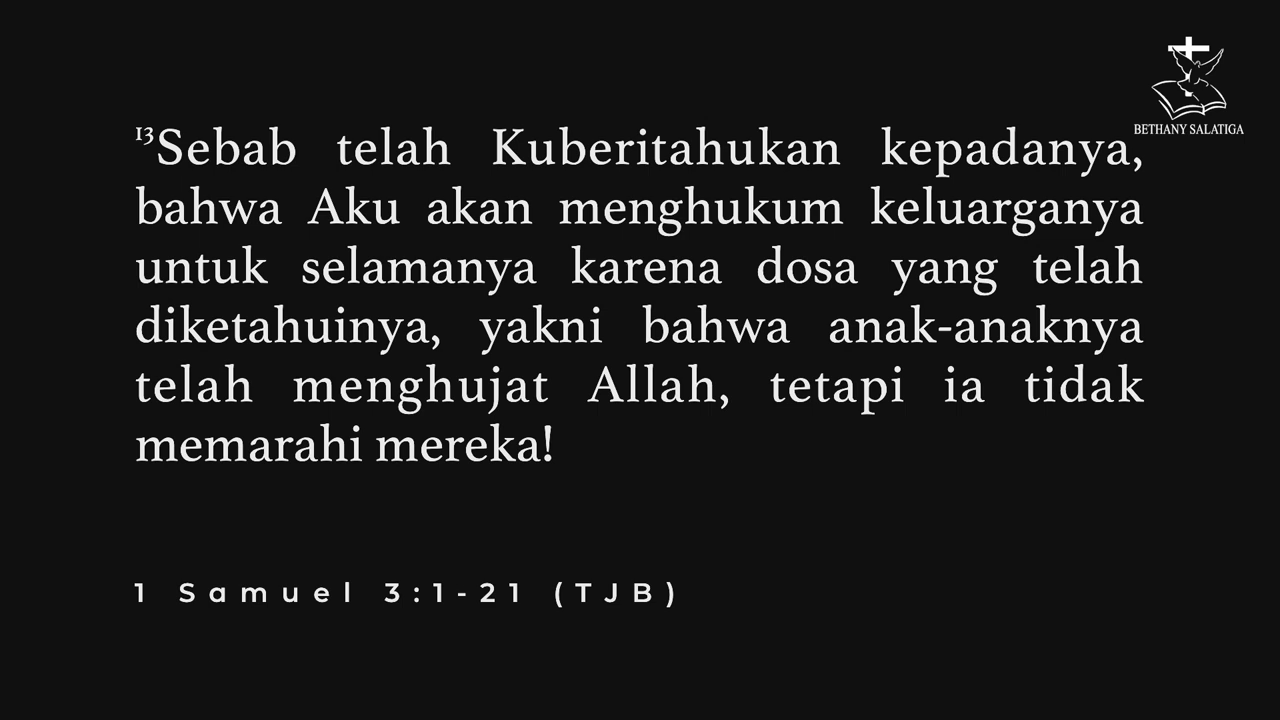 BETHANY SALATIGA
¹³Sebab telah Kuberitahukan kepadanya,
bahwa Aku akan menghukum keluarganya
untuk selamanya karena dosa yang telah
diketahuinya, yakni bahwa anak-anaknya
telah menghujat Allah, tetapi ia tidak
memarahi mereka!
1 Samuel 3:1-21 (TJB)